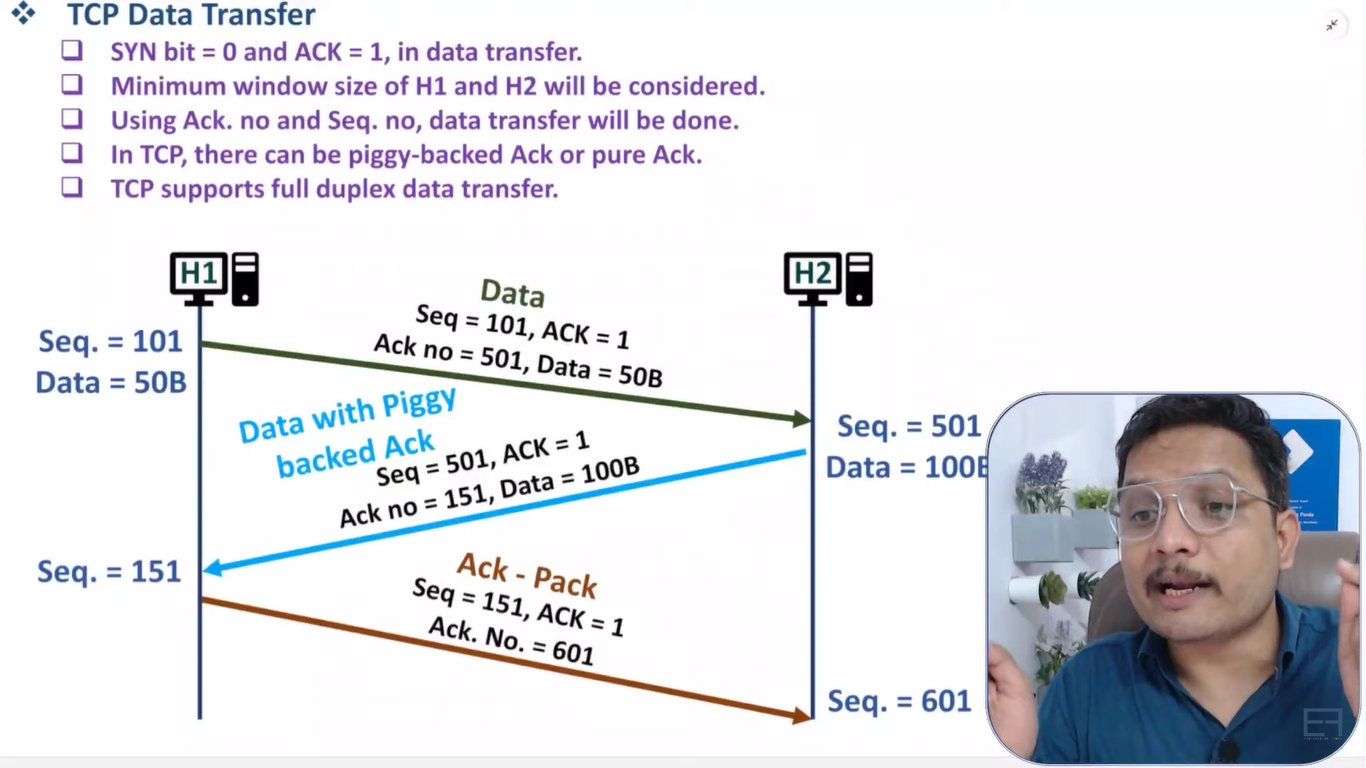 TCP Data Transfer
SYN bit = 0 and ACK = 1, in data transfer.
Minimum window size of H1 and H2 will be considered.
Using Ack. no and Seq. no, data transfer will be done.
In TCP, there can be piggy-backed Ack or pure Ack.
TCP supports full duplex data transfer.
H1
H2
Data
Seq = 101, ACK = 1
Ack no = 501, Data = 50B
Seq. = 101
Data = 50B
Data with Piggy
backed Ack
Seq = 501, ACK = 1
Ack no = 151, Data = 100B
Seq. = 501
Data = 100B
Seq. = 151
Ack - Pack
Seq = 151, ACK = 1
Ack. No. = 601
Seq. = 601